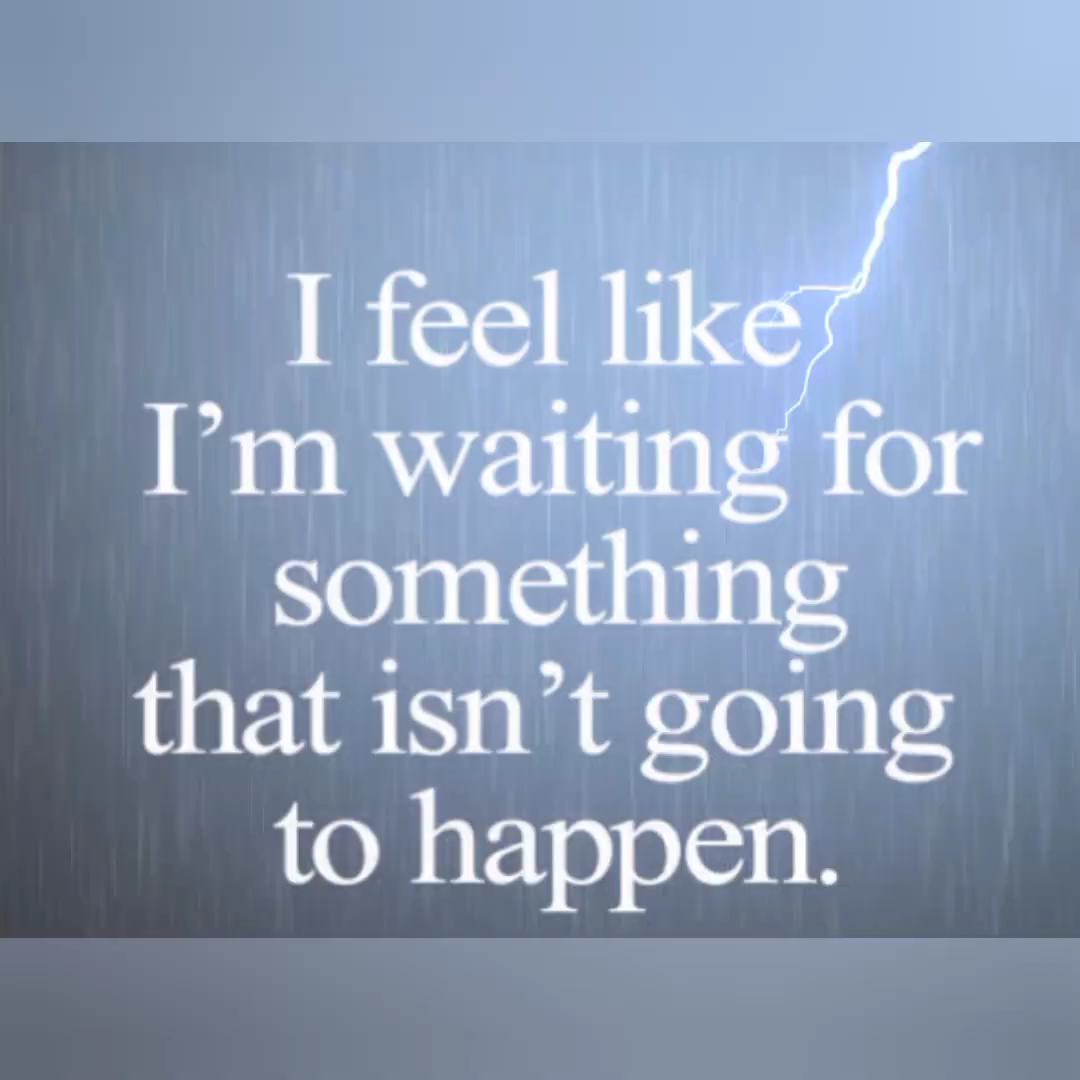 I feel like
I’m waiting for
something
that isn’t going
to happen.